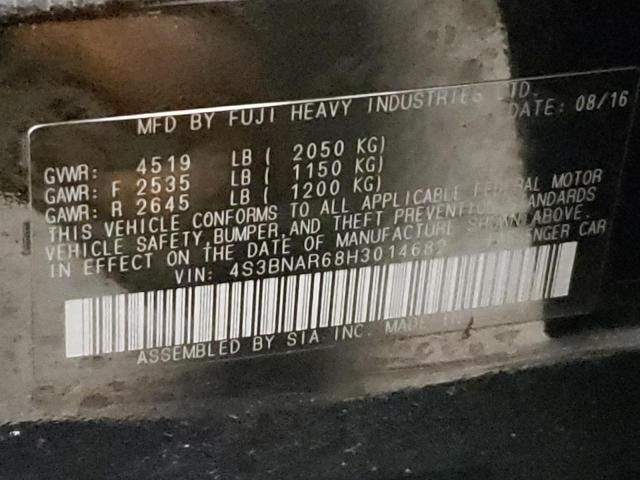 MFD BY FUJI HEAVY INDUSTRIES LTD.
DATE: 08/16
GVWR: 4519 LB ( 2050 KG)
GAWR: F 2535 LB ( 1150 KG)
GAWR: R 2645 LB ( 1200 KG)
THIS VEHICLE CONFORMS TO ALL APPLICABLE FEDERAL MOTOR
VEHICLE SAFETY, BUMPER, AND THEFT PREVENTION STANDARDS
IN EFFECT ON THE DATE OF MANUFACTURE SHOWN ABOVE.
VIN: 4S3BNAR68H3014682 PASSENGER CAR
ASSEMBLED BY SIA INC. MADE IN